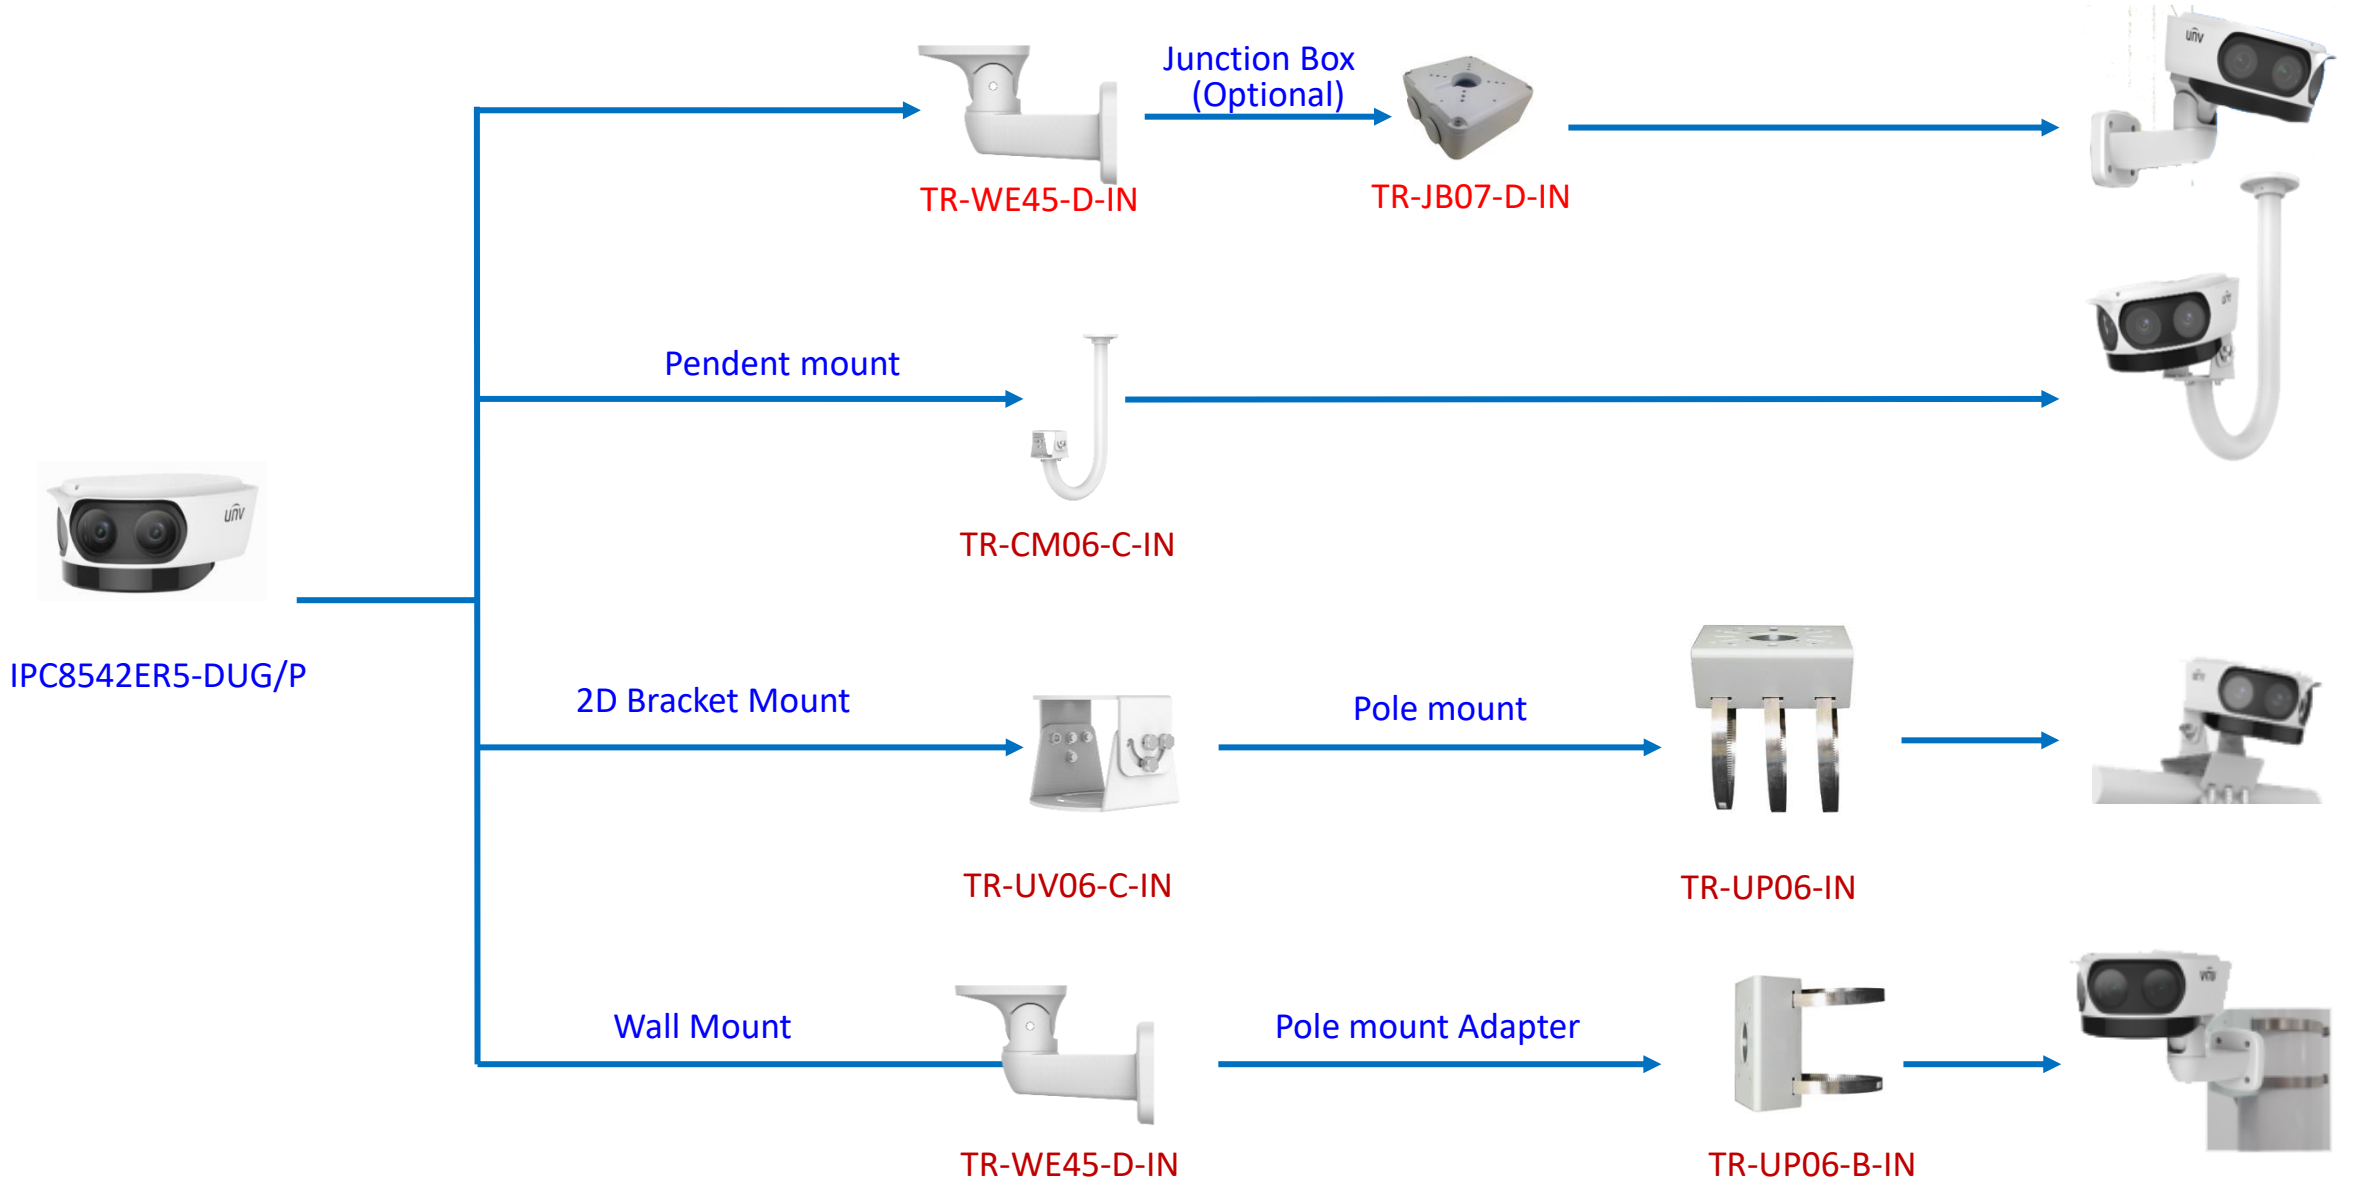 Junction Box
(Optional)
TR-WE45-D-IN
TR-JB07-D-IN
unv
Pendent mount
TR-CM06-C-IN
unv
IPC8542ER5-DUG/P
2D Bracket Mount
Pole mount
TR-UV06-C-IN
TR-UP06-IN
Wall Mount
Pole mount Adapter
TR-WE45-D-IN
TR-UP06-B-IN